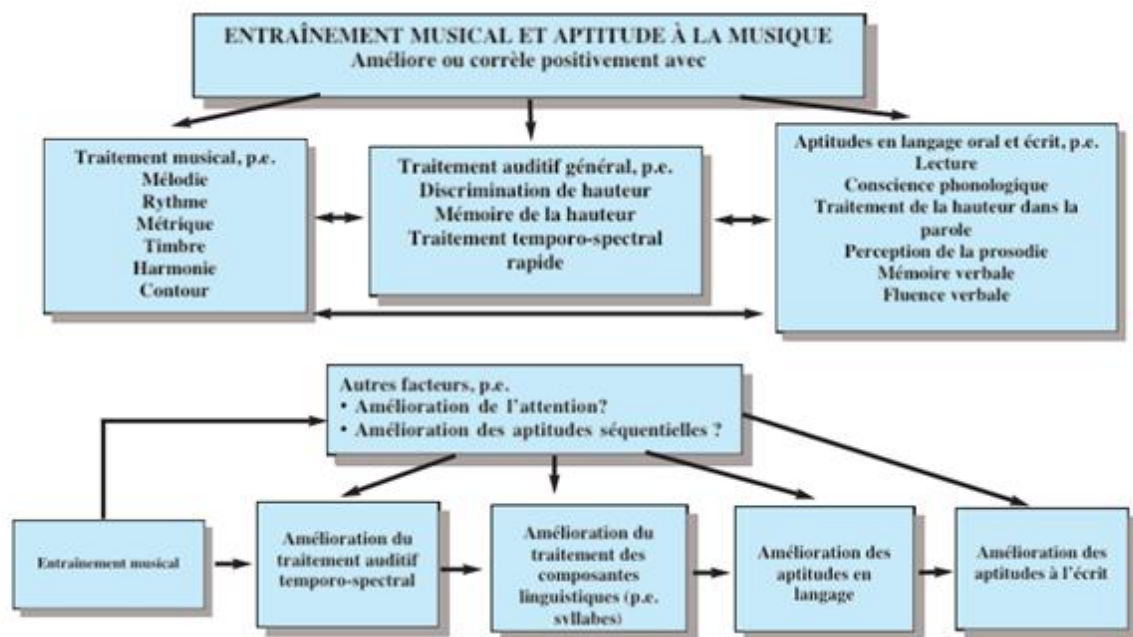 ENTRAÎNEMENT MUSICAL ET APTITUDE À LA MUSIQUE
Améliore ou corrèle positivement avec
Traitement musical, p.e.
Mélodie
Rythme
Métrique
Timbre
Harmonie
Contour
Traitement auditif général, p.e.
Discrimination de hauteur
Mémoire de la hauteur
Traitement temporo-spectral
rapide
Aptitudes en langage oral et écrit, p.e.
Lecture
Conscience phonologique
Traitement de la hauteur dans la
parole
Perception de la prosodie
Mémoire verbale
Fluence verbale
Autres facteurs, p.e.
• Amélioration de l'attention?
• Amélioration des aptitudes séquentielles ?
Entrainement musical
Amélioration du
traitement auditif
temporo-spectral
Amélioration du
traitement des
composantes
linguistiques (p.e.
syllabes)
Amélioration des
aptitudes en
langage
Amélioration des
aptitudes à l'écrit